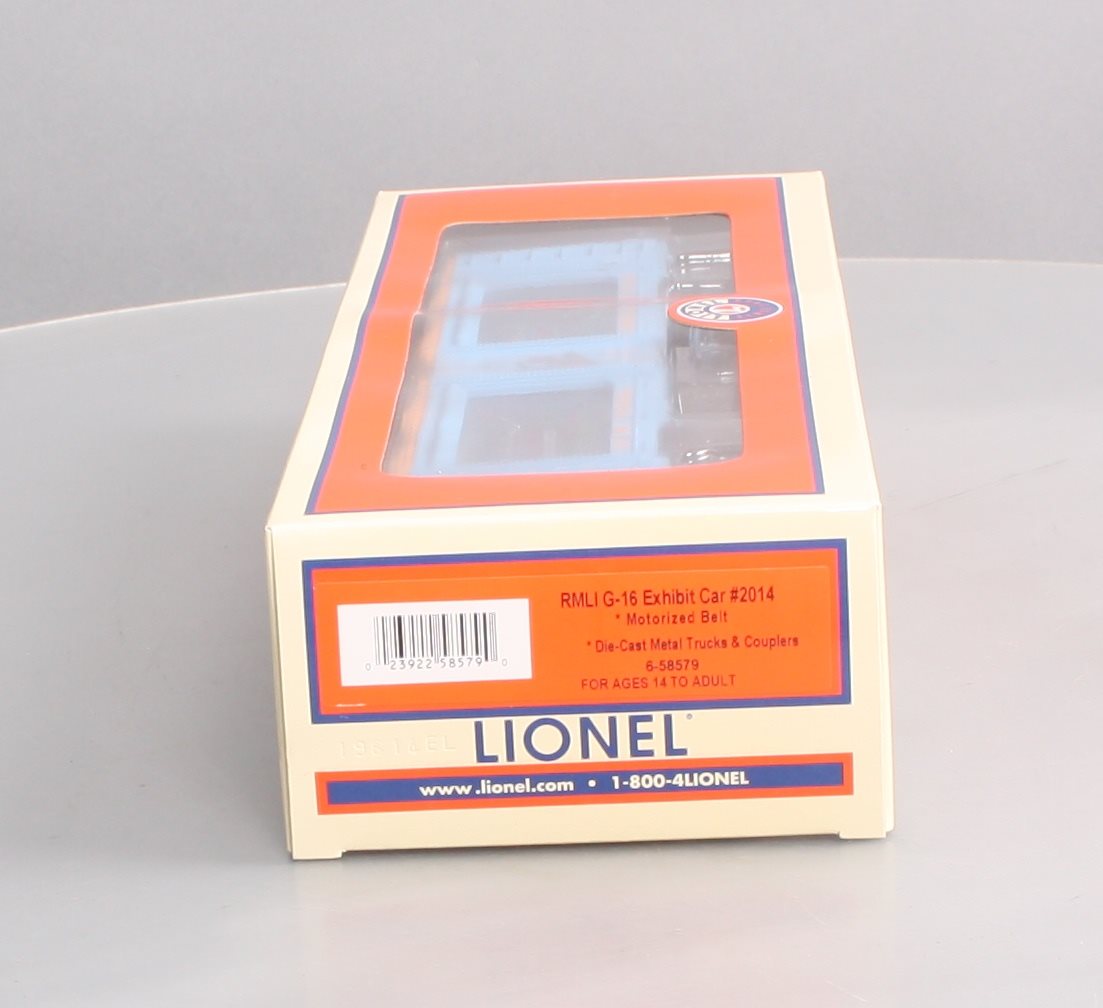 RMLI G-16 Exhibit Car #2014
* Motorized Belt
* Die-Cast Metal Trucks & Couplers
6-58579
FOR AGES 14 TO ADULT
0 23922 58579 0
LIONEL
www.lionel.com • 1-800-4LIONEL